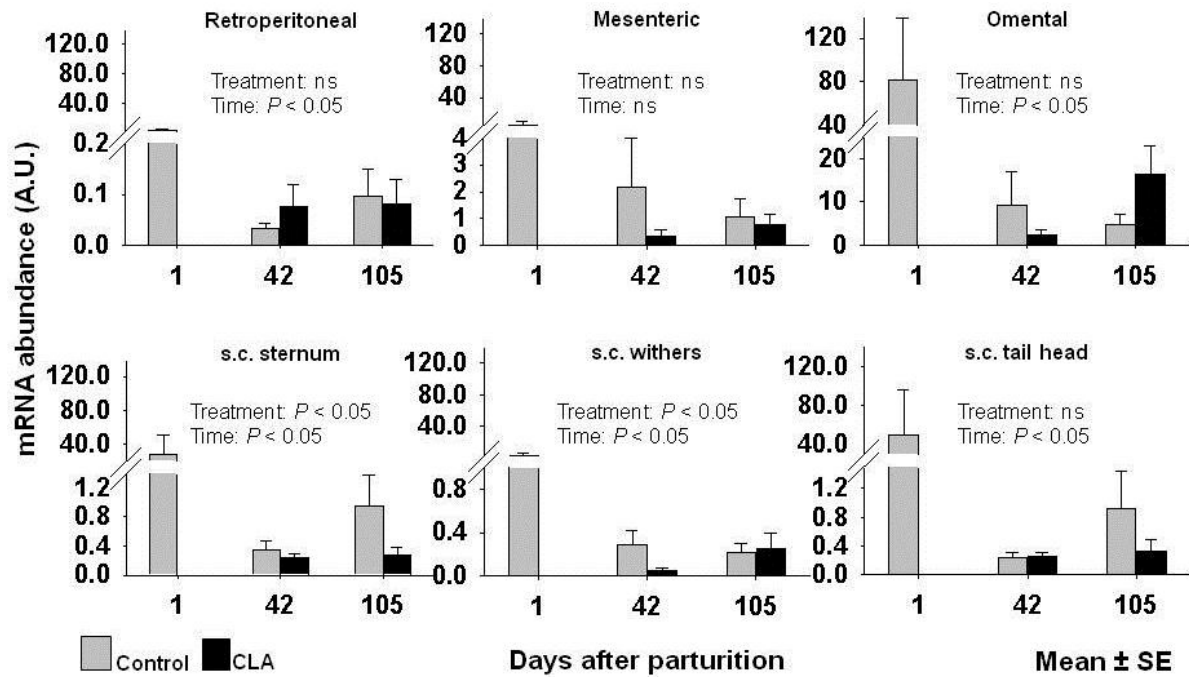 mRNA abundance (A.U.)
Retroperitoneal
120.0
80.0
40.0
0.2
0.1
0.0
Treatment: ns
Time: P < 0.05
1 42 105
Mesenteric
120
80
40
4
3
2
1
0
Treatment: ns
Time: ns
1 42 105
Omental
120
80
40
20
10
0
Treatment: ns
Time: P < 0.05
1 42 105
s.c. sternum
120.0
80.0
40.0
1.2
0.8
0.4
0.0
Treatment: P < 0.05
Time: P < 0.05
1 42 105
s.c. withers
120.0
80.0
40.0
0.8
0.4
0.0
Treatment: P < 0.05
Time: P < 0.05
1 42 105
s.c. tail head
120.0
80.0
40.0
1.2
0.8
0.4
0.0
Treatment: ns
Time: P < 0.05
1 42 105
Control CLA
Days after parturition
Mean ± SE